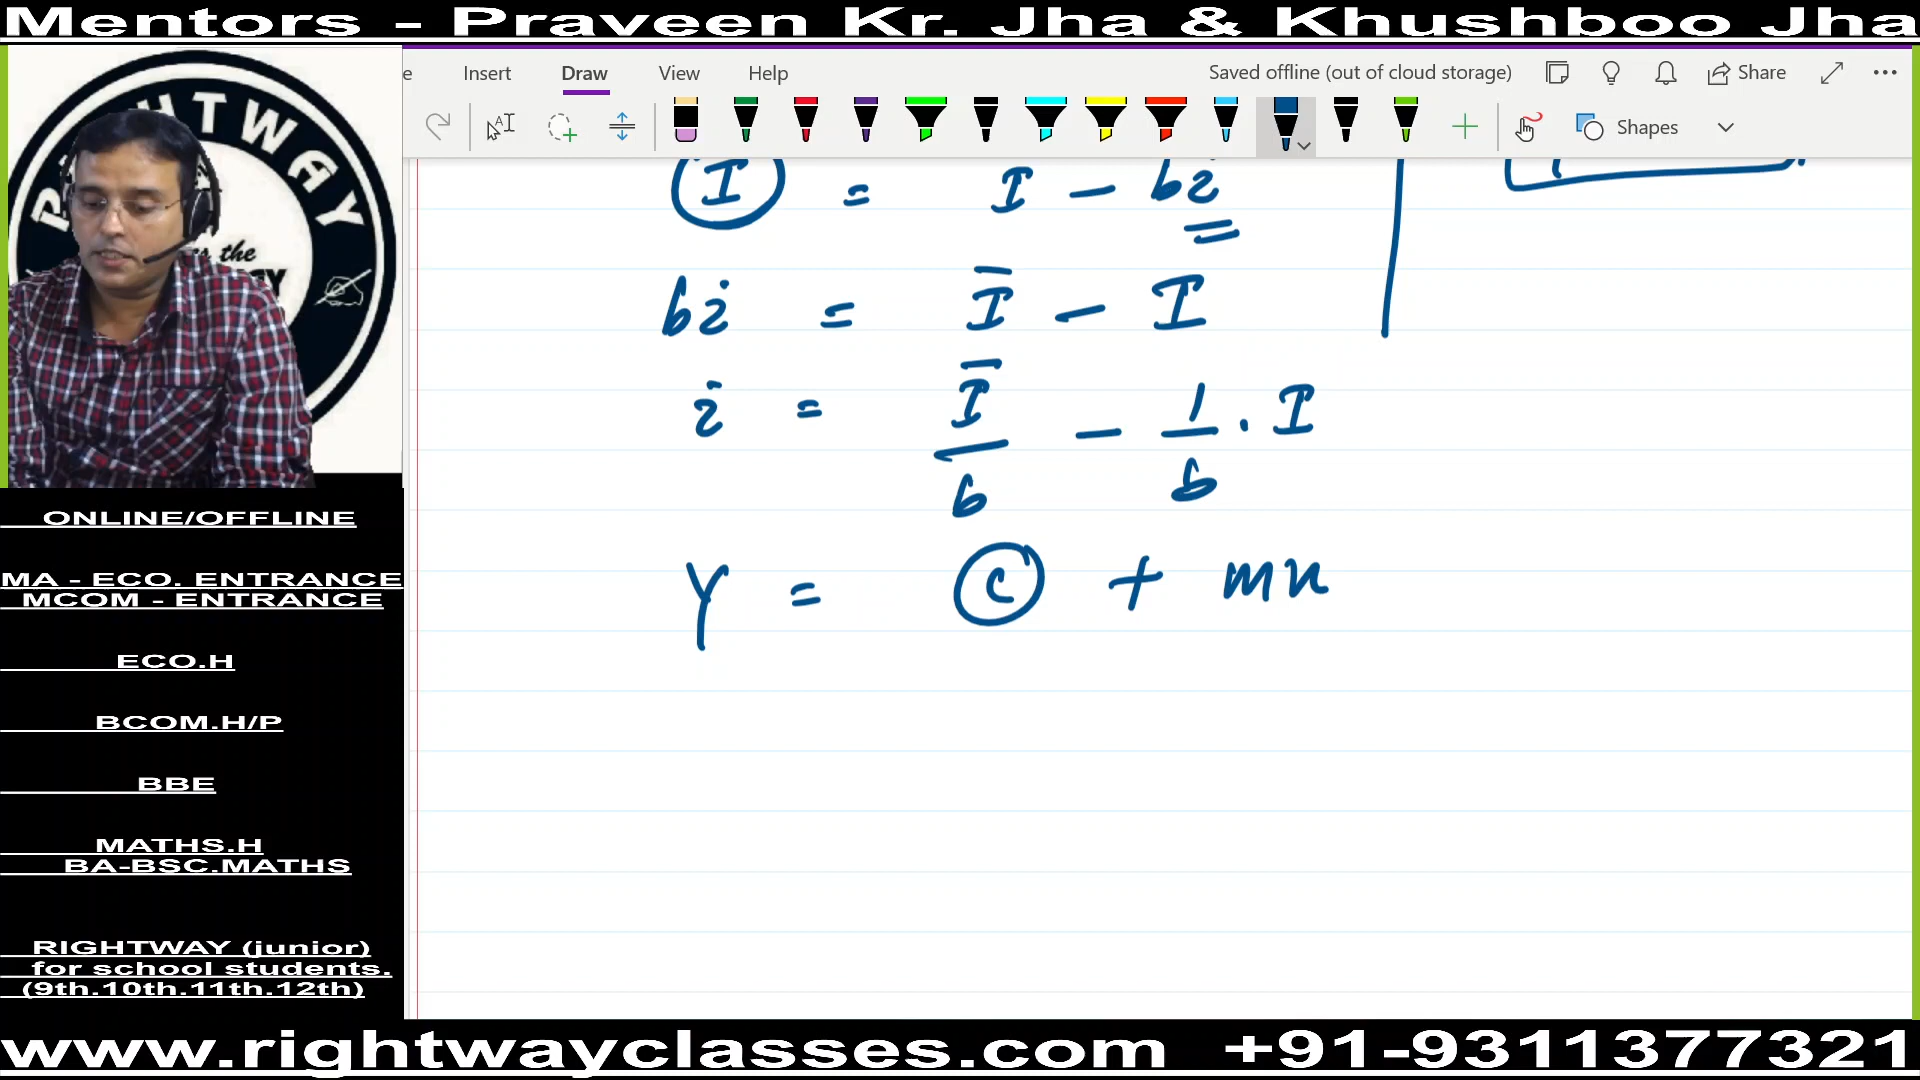 Mentors - Praveen Kr. Jha & Khushboo Jha
Insert Draw View Help Saved offline (out of cloud storage) Share
Shapes
RIGHTWAY
the
I = I - bi
bi = Ī - I
i = Ī/b - 1/b . I
Y = c + mx
ONLINE/OFFLINE
MA - ECO. ENTRANCE
MCOM - ENTRANCE
ECO.H
BCOM.H/P
BBE
MATHS.H
BA-BSC.MATHS
RIGHTWAY (junior)
for school students.
(9th.10th.11th.12th)
www.rightwayclasses.com +91-9311377321